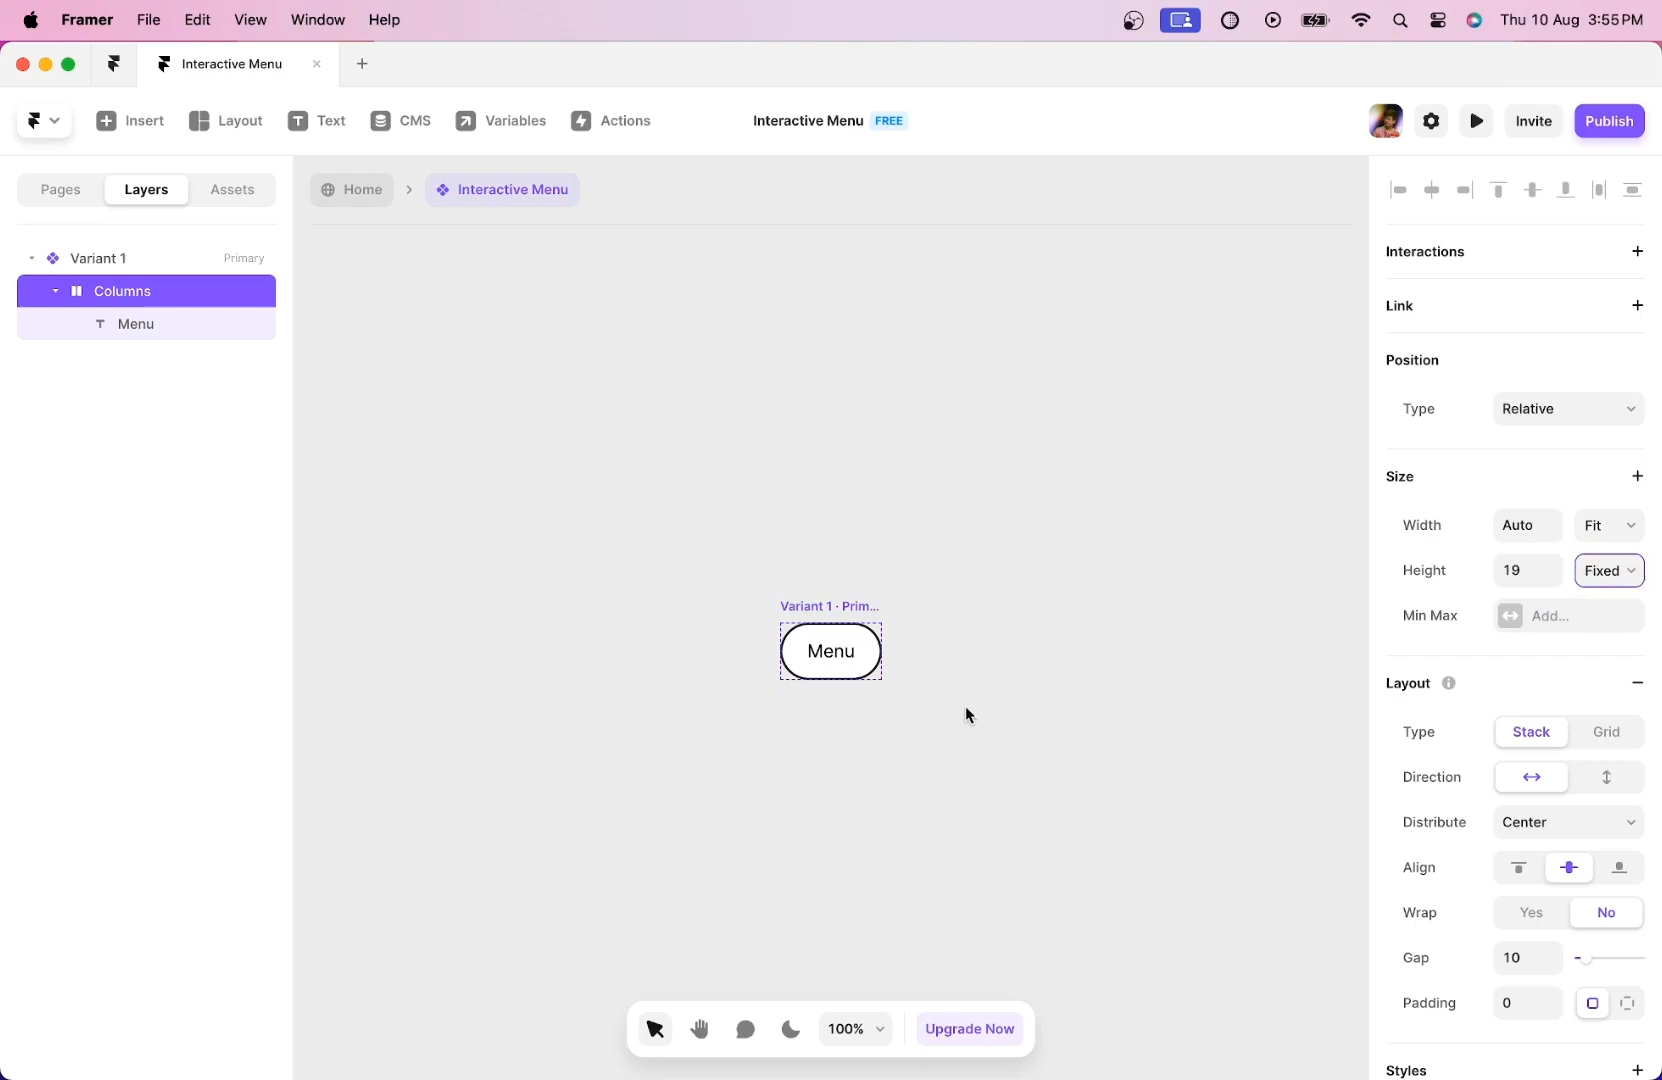 Framer File Edit View Window Help Thu 10 Aug 3:55 PM
Interactive Menu
Insert Layout Text CMS Variables Actions Interactive Menu FREE Invite Publish
Pages Layers Assets Home Interactive Menu
Variant 1 Primary
Columns
Menu
Variant 1 · Prim...
Menu
100% Upgrade Now
Interactions
Link
Position
Type Relative
Size
Width Auto Fit
Height 19 Fixed
Min Max Add...
Layout
Type Stack Grid
Direction
Distribute Center
Align
Wrap Yes No
Gap 10
Padding 0
Styles